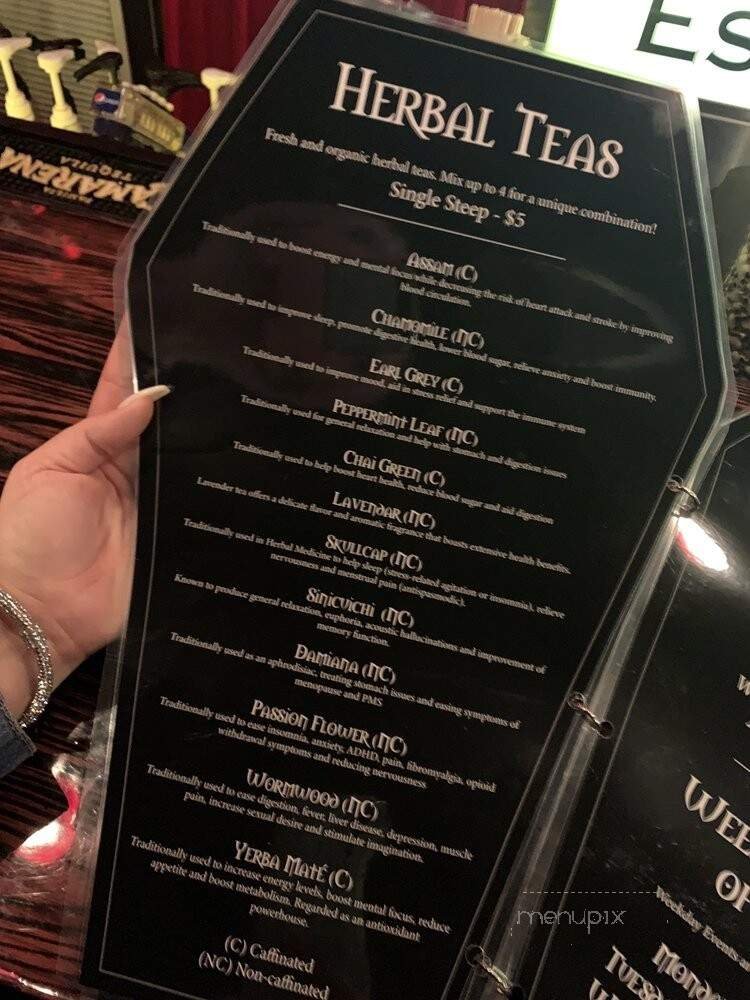 ES
CAMARENA
TEQUILA
HERBAL TEAS
Fresh and organic herbal teas. Mix up to 4 for a unique combination!
Single Steep - $5
ASSAM (C)
Traditionally used to boost energy and mental focus while decreasing the risk of heart attack and stroke by improving
blood circulation.
CHAMOMILE (NC)
Traditionally used to improve sleep, promote digestive health, lower blood sugar, relieve anxiety and boost immunity.
EARL GREY (C)
Traditionally used to improve mood, aid in stress relief and support the immune system
PEPPERMINT LEAF (NC)
Traditionally used for general relaxation and help with stomach and digestion issues
CHAI GREEN (C)
Traditionally used to help boost heart health, reduce blood sugar and aid digestion
LAVENDAR (NC)
Lavender tea offers a delicate flavor and aromatic fragrance that boosts extensive health benefits.
SKULLCAP (NC)
Traditionally used in Herbal Medicine to help sleep (stress-related agitation or insomnia), relieve
nervousness and menstrual pain (antispasmodic).
SINICUICHI (NC)
Known to produce general relaxation, euphoria, acoustic hallucinations and improvement of
memory function.
DAMIANA (NC)
Traditionally used as an aphrodisiac, treating stomach issues and easing symptoms of
menopause and PMS
PASSION FLOWER (NC)
Traditionally used to ease insomnia, anxiety, ADHD, pain, fibromyalgia, opioid
withdrawal symptoms and reducing nervousness
WORMWOOD (NC)
Traditionally used to ease digestion, fever, liver disease, depression, muscle
pain, increase sexual desire and stimulate imagination.
YERBA MATÉ (C)
Traditionally used to increase energy levels, boost mental focus, reduce
appetite and boost metabolism. Regarded as an antioxidant
powerhouse.
(C) Caffinated
(NC) Non-caffinated
WEE
OF
Weekday Events a
Mond
Tuesd
menupix